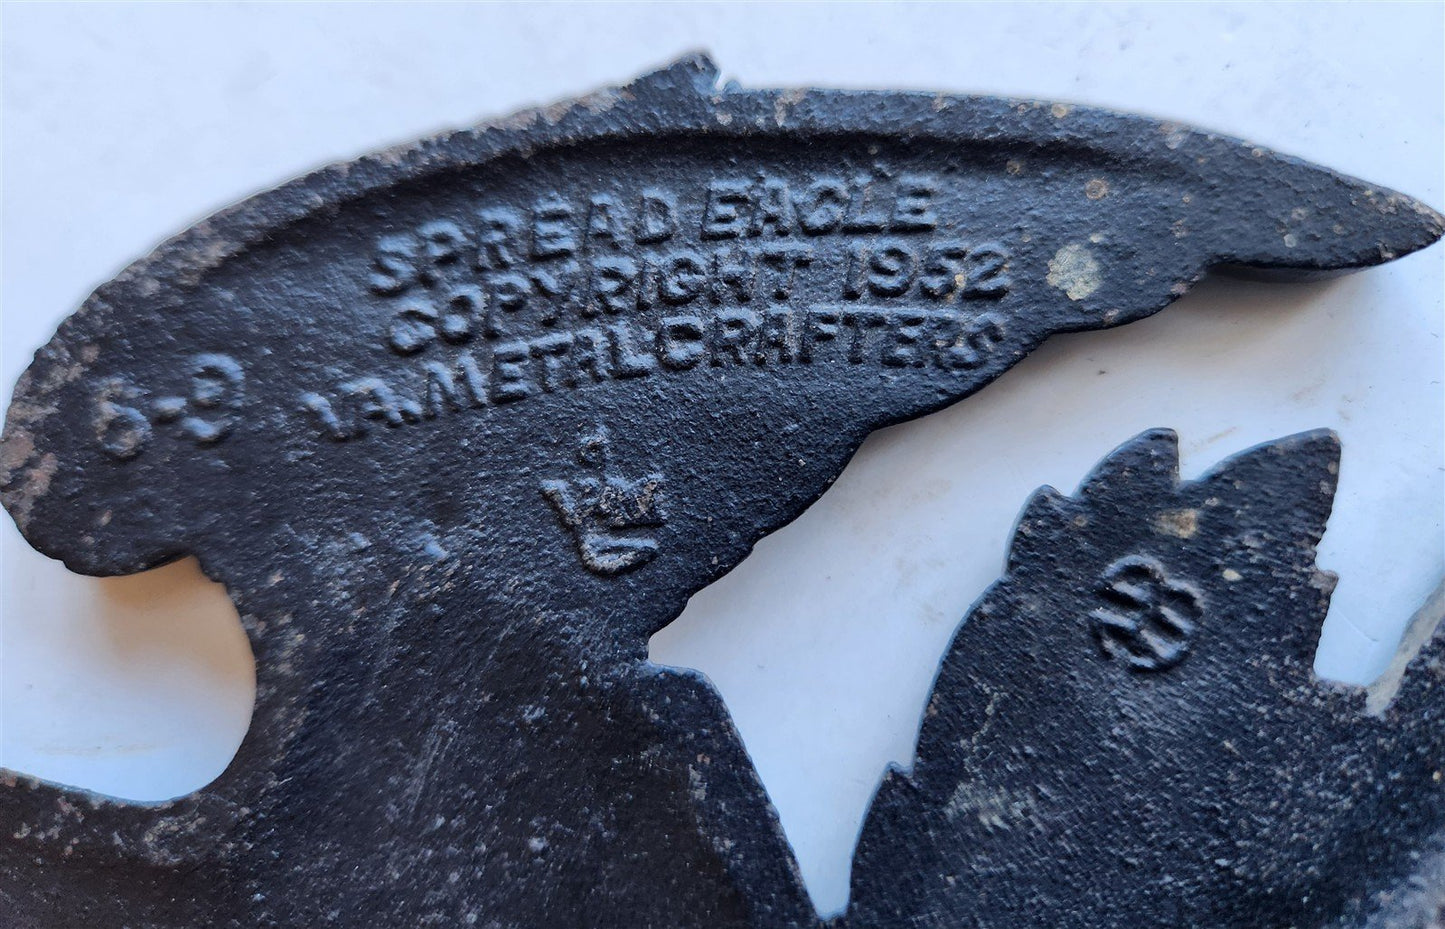 SPREAD EAGLE
COPYRIGHT 1952
6-9 VA. METALCRAFTERS